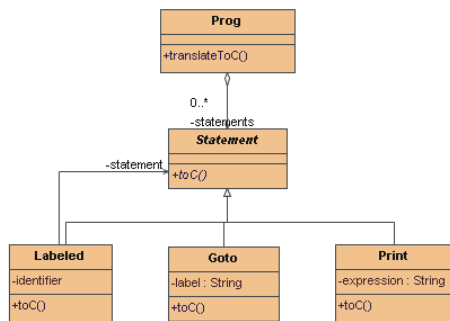 Prog
+translateToC()
0..*
-statements
Statement
-statement
+toC()
Labeled
-identifier
+toC()
Goto
-label : String
+toC()
Print
-expression : String
+toC()